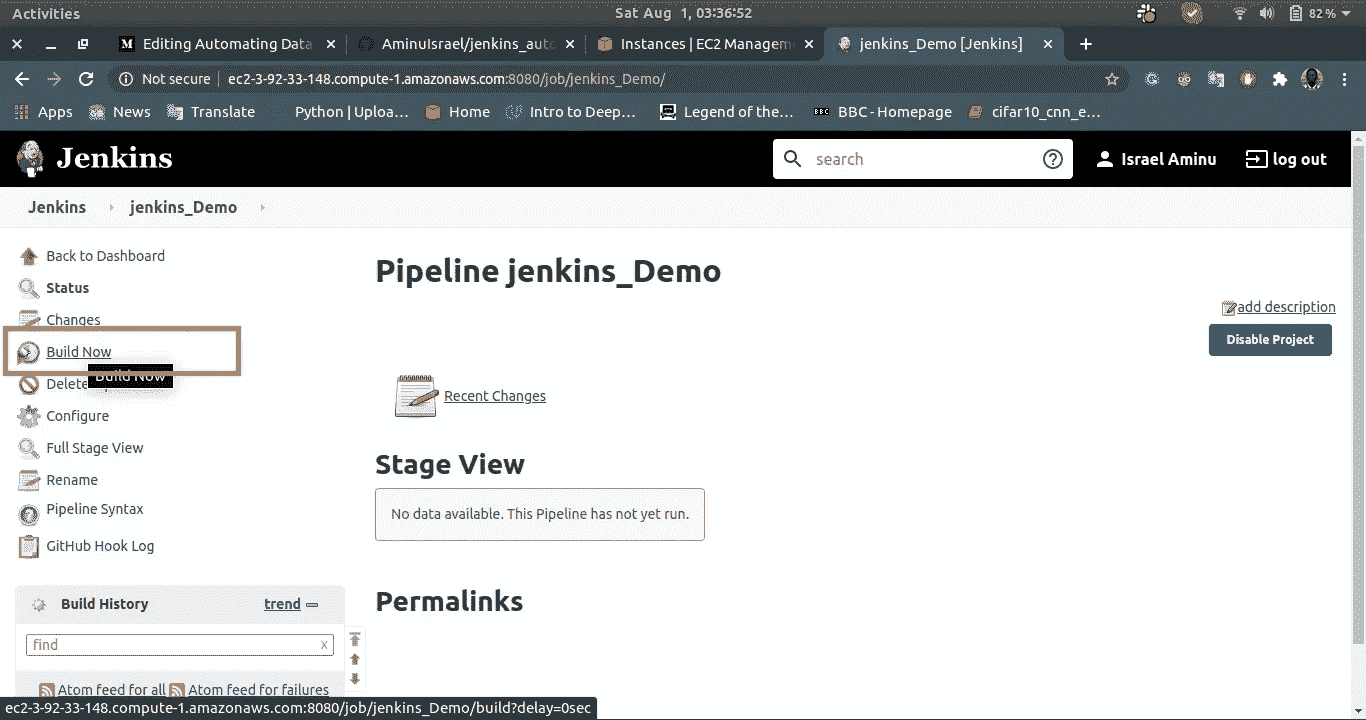 Activities Sat Aug 1, 03:36:52 82%
Editing Automating Data AminuIsrael/jenkins_auto Instances | EC2 Managem jenkins_Demo [Jenkins]
Not secure ec2-3-92-33-148.compute-1.amazonaws.com:8080/job/jenkins_Demo/
Apps News Translate Python | Uploa... Home Intro to Deep... Legend of the... BBC BBC - Homepage cifar10_cnn_e...
Jenkins search Israel Aminu log out
Jenkins jenkins_Demo
Back to Dashboard
Pipeline jenkins_Demo
Status
add description
Changes
Disable Project
Build Now
Build Now
Delete
Recent Changes
Configure
Full Stage View
Stage View
Rename
Pipeline Syntax
No data available. This Pipeline has not yet run.
GitHub Hook Log
Build History trend
Permalinks
find x
Atom feed for all Atom feed for failures
ec2-3-92-33-148.compute-1.amazonaws.com:8080/job/jenkins_Demo/build?delay=0sec